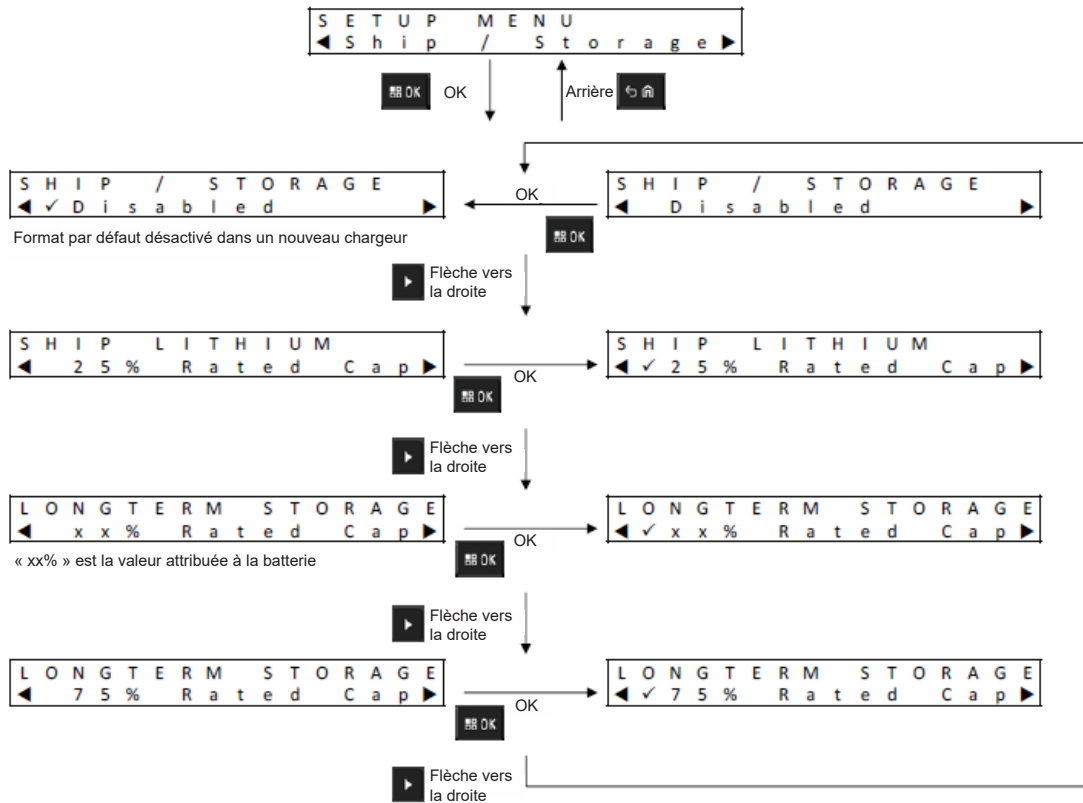 SETUP MENU
◀Ship / Storage▶
OK
OK
Arrière
SHIP / STORAGE
◀✓Disabled ▶
OK
SHIP / STORAGE
◀ Disabled ▶
Format par défaut désactivé dans un nouveau chargeur
OK
Flèche vers
la droite
SHIP LITHIUM
◀ 25% Rated Cap▶
OK
OK
SHIP LITHIUM
◀✓25% Rated Cap▶
Flèche vers
la droite
LONGTERM STORAGE
◀ xx% Rated Cap▶
OK
OK
LONGTERM STORAGE
◀✓xx% Rated Cap▶
« xx% » est la valeur attribuée à la batterie
Flèche vers
la droite
LONGTERM STORAGE
◀ 75% Rated Cap▶
OK
OK
LONGTERM STORAGE
◀✓75% Rated Cap▶
Flèche vers
la droite